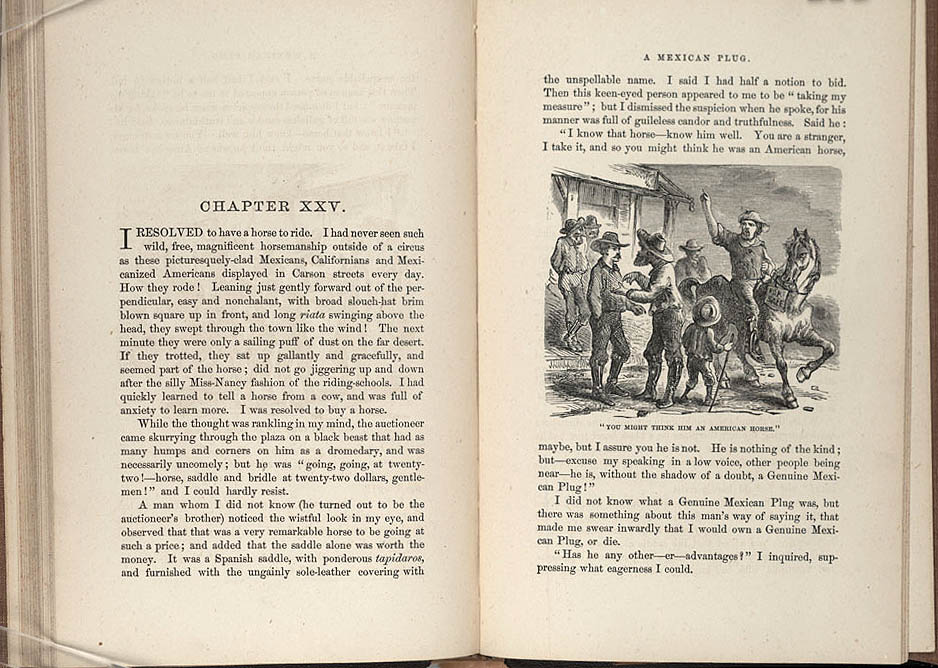 CHAPTER XXV.
I RESOLVED to have a horse to ride. I had never seen such
wild, free, magnificent horsemanship outside of a circus
as these picturesquely-clad Mexicans, Californians and Mexi-
canized Americans displayed in Carson streets every day.
How they rode! Leaning just gently forward out of the per-
pendicular, easy and nonchalant, with broad slouch-hat brim
blown square up in front, and long riata swinging above the
head, they swept through the town like the wind! The next
minute they were only a sailing puff of dust on the far desert.
If they trotted, they sat up gallantly and gracefully, and
seemed part of the horse; did not go jiggering up and down
after the silly Miss-Nancy fashion of the riding-schools. I had
quickly learned to tell a horse from a cow, and was full of
anxiety to learn more. I was resolved to buy a horse.
While the thought was rankling in my mind, the auctioneer
came skurrying through the plaza on a black beast that had as
many humps and corners on him as a dromedary, and was
necessarily uncomely; but he was "going, going, at twenty-
two!—horse, saddle and bridle at twenty-two dollars, gentle-
men!" and I could hardly resist.
A man whom I did not know (he turned out to be the
auctioneer's brother) noticed the wistful look in my eye, and
observed that that was a very remarkable horse to be going at
such a price; and added that the saddle alone was worth the
money. It was a Spanish saddle, with ponderous tapidaros,
and furnished with the ungainly sole-leather covering with
A MEXICAN PLUG.
the unspellable name. I said I had half a notion to bid.
Then this keen-eyed person appeared to me to be "taking my
measure"; but I dismissed the suspicion when he spoke, for his
manner was full of guileless candor and truthfulness. Said he:
"I know that horse—know him well. You are a stranger,
I take it, and so you might think he was an American horse,
"YOU MIGHT THINK HIM AN AMERICAN HORSE."
maybe, but I assure you he is not. He is nothing of the kind;
but—excuse my speaking in a low voice, other people being
near—he is, without the shadow of a doubt, a Genuine Mexi-
can Plug!"
I did not know what a Genuine Mexican Plug was, but
there was something about this man's way of saying it, that
made me swear inwardly that I would own a Genuine Mexi-
can Plug, or die.
"Has he any other—er—advantages?" I inquired, sup-
pressing what eagerness I could.